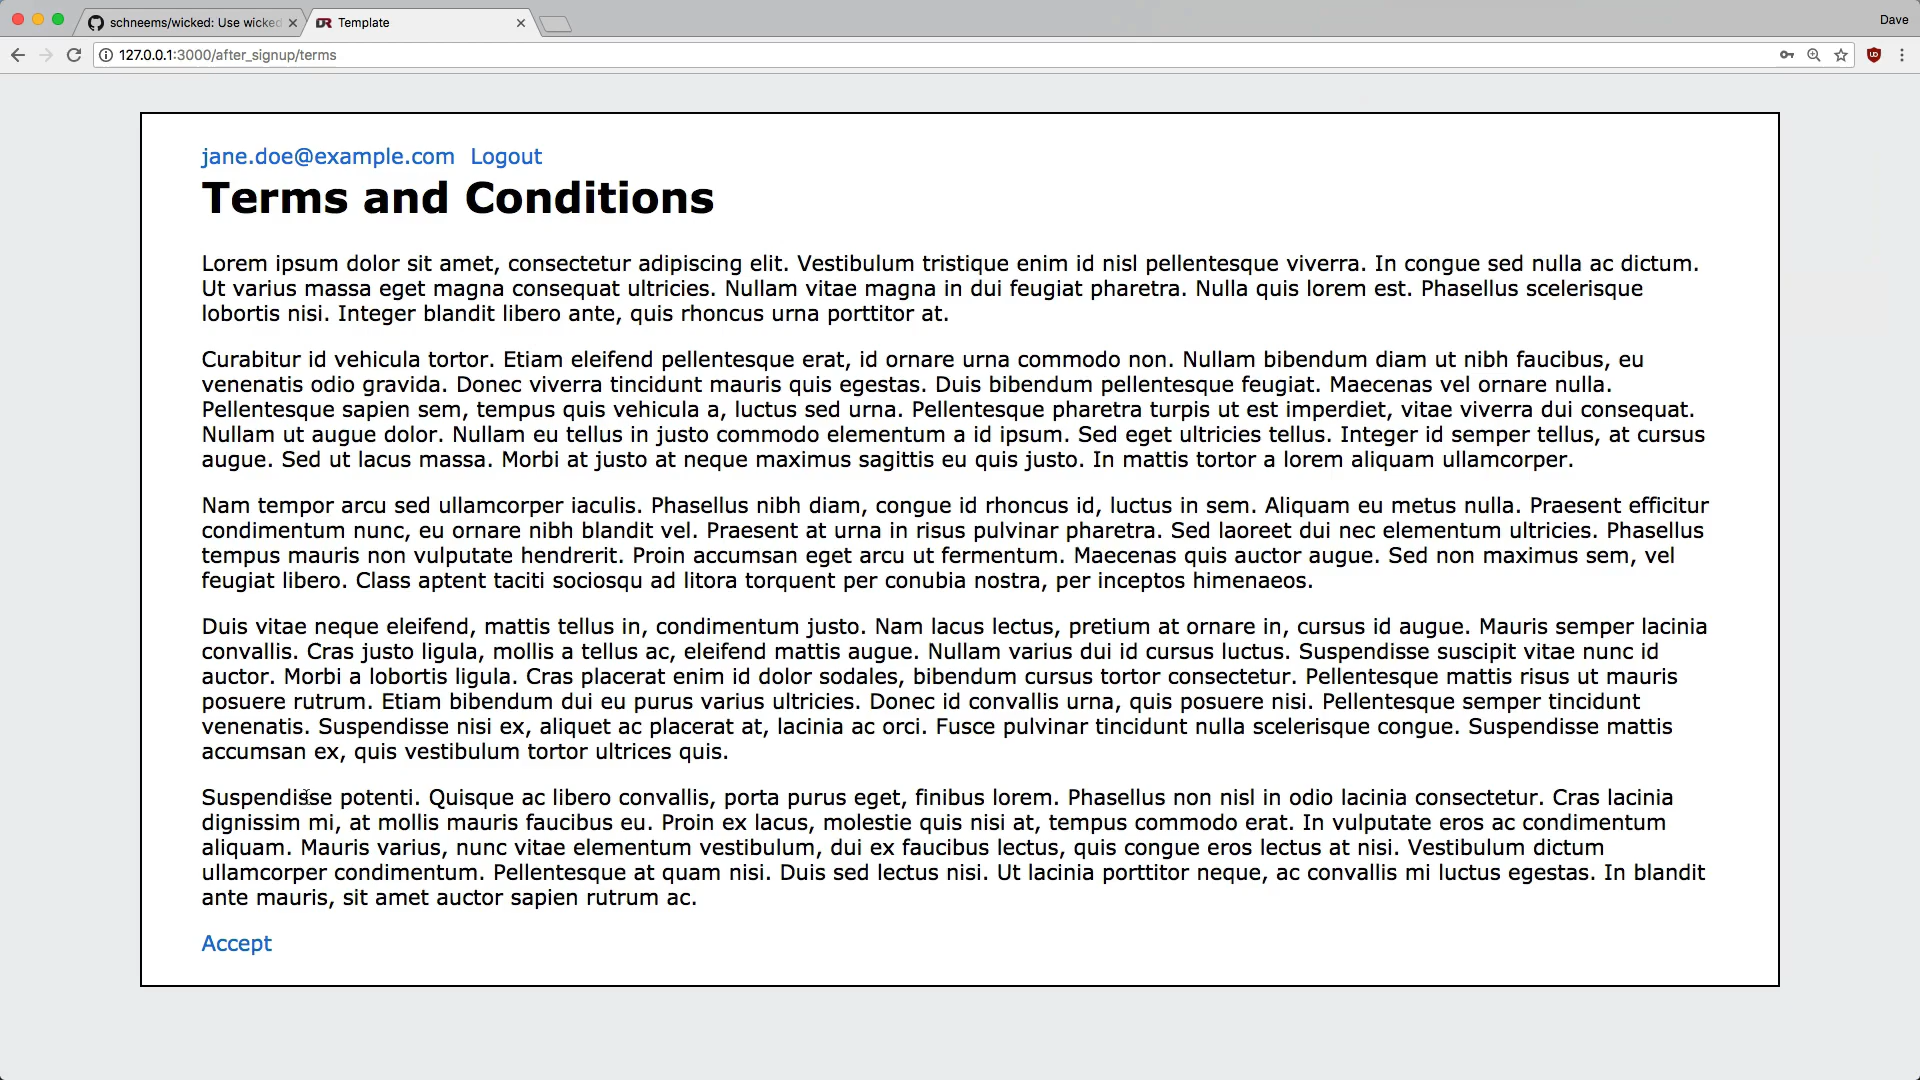 schneems/wicked: Use wicked
Template
Dave
127.0.0.1:3000/after_signup/terms
jane.doe@example.com Logout
Terms and Conditions
Lorem ipsum dolor sit amet, consectetur adipiscing elit. Vestibulum tristique enim id nisl pellentesque viverra. In congue sed nulla ac dictum.
Ut varius massa eget magna consequat ultricies. Nullam vitae magna in dui feugiat pharetra. Nulla quis lorem est. Phasellus scelerisque
lobortis nisi. Integer blandit libero ante, quis rhoncus urna porttitor at.
Curabitur id vehicula tortor. Etiam eleifend pellentesque erat, id ornare urna commodo non. Nullam bibendum diam ut nibh faucibus, eu
venenatis odio gravida. Donec viverra tincidunt mauris quis egestas. Duis bibendum pellentesque feugiat. Maecenas vel ornare nulla.
Pellentesque sapien sem, tempus quis vehicula a, luctus sed urna. Pellentesque pharetra turpis ut est imperdiet, vitae viverra dui consequat.
Nullam ut augue dolor. Nullam eu tellus in justo commodo elementum a id ipsum. Sed eget ultricies tellus. Integer id semper tellus, at cursus
augue. Sed ut lacus massa. Morbi at justo at neque maximus sagittis eu quis justo. In mattis tortor a lorem aliquam ullamcorper.
Nam tempor arcu sed ullamcorper iaculis. Phasellus nibh diam, congue id rhoncus id, luctus in sem. Aliquam eu metus nulla. Praesent efficitur
condimentum nunc, eu ornare nibh blandit vel. Praesent at urna in risus pulvinar pharetra. Sed laoreet dui nec elementum ultricies. Phasellus
tempus mauris non vulputate hendrerit. Proin accumsan eget arcu ut fermentum. Maecenas quis auctor augue. Sed non maximus sem, vel
feugiat libero. Class aptent taciti sociosqu ad litora torquent per conubia nostra, per inceptos himenaeos.
Duis vitae neque eleifend, mattis tellus in, condimentum justo. Nam lacus lectus, pretium at ornare in, cursus id augue. Mauris semper lacinia
convallis. Cras justo ligula, mollis a tellus ac, eleifend mattis augue. Nullam varius dui id cursus luctus. Suspendisse suscipit vitae nunc id
auctor. Morbi a lobortis ligula. Cras placerat enim id dolor sodales, bibendum cursus tortor consectetur. Pellentesque mattis risus ut mauris
posuere rutrum. Etiam bibendum dui eu purus varius ultricies. Donec id convallis urna, quis posuere nisi. Pellentesque semper tincidunt
venenatis. Suspendisse nisi ex, aliquet ac placerat at, lacinia ac orci. Fusce pulvinar tincidunt nulla scelerisque congue. Suspendisse mattis
accumsan ex, quis vestibulum tortor ultrices quis.
Suspendisse potenti. Quisque ac libero convallis, porta purus eget, finibus lorem. Phasellus non nisl in odio lacinia consectetur. Cras lacinia
dignissim mi, at mollis mauris faucibus eu. Proin ex lacus, molestie quis nisi at, tempus commodo erat. In vulputate eros ac condimentum
aliquam. Mauris varius, nunc vitae elementum vestibulum, dui ex faucibus lectus, quis congue eros lectus at nisi. Vestibulum dictum
ullamcorper condimentum. Pellentesque at quam nisi. Duis sed lectus nisi. Ut lacinia porttitor neque, ac convallis mi luctus egestas. In blandit
ante mauris, sit amet auctor sapien rutrum ac.
Accept